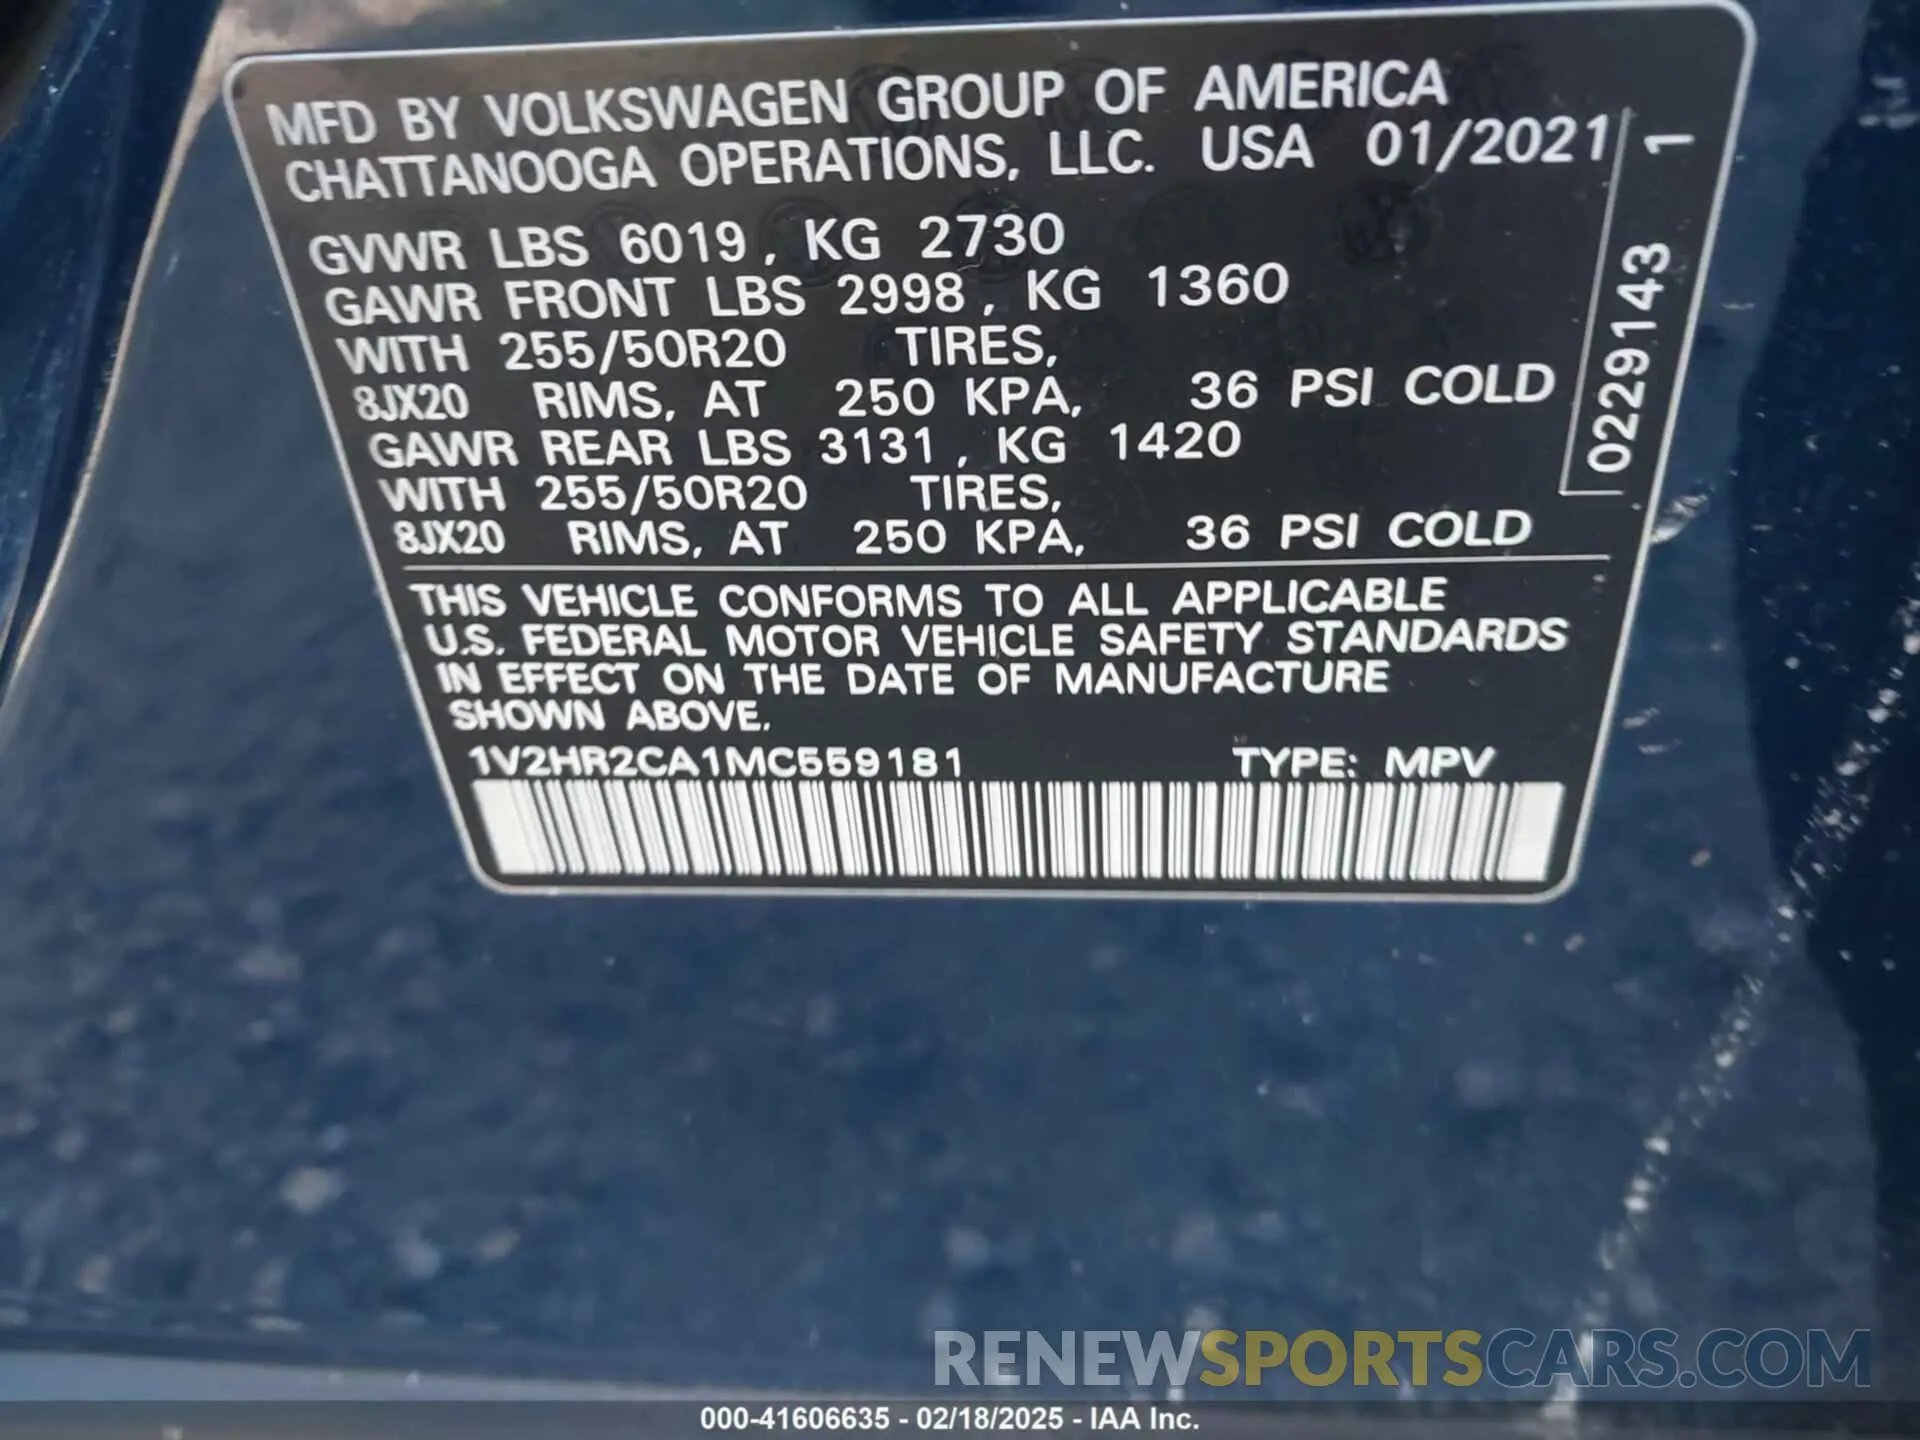 MFD BY VOLKSWAGEN GROUP OF AMERICA
CHATTANOOGA OPERATIONS, LLC. USA 01/2021
GVWR LBS 6019, KG 2730
GAWR FRONT LBS 2998, KG 1360
WITH 255/50R20 TIRES,
8JX20 RIMS, AT 250 KPA, 36 PSI COLD
GAWR REAR LBS 3131, KG 1420
WITH 255/50R20 TIRES,
8JX20 RIMS, AT 250 KPA, 36 PSI COLD
0229143 1
THIS VEHICLE CONFORMS TO ALL APPLICABLE
U.S. FEDERAL MOTOR VEHICLE SAFETY STANDARDS
IN EFFECT ON THE DATE OF MANUFACTURE
SHOWN ABOVE.
1V2HR2CA1MC559181 TYPE: MPV
RENEWSPORTSCARS.COM
000-41606635 - 02/18/2025 - IAA Inc.